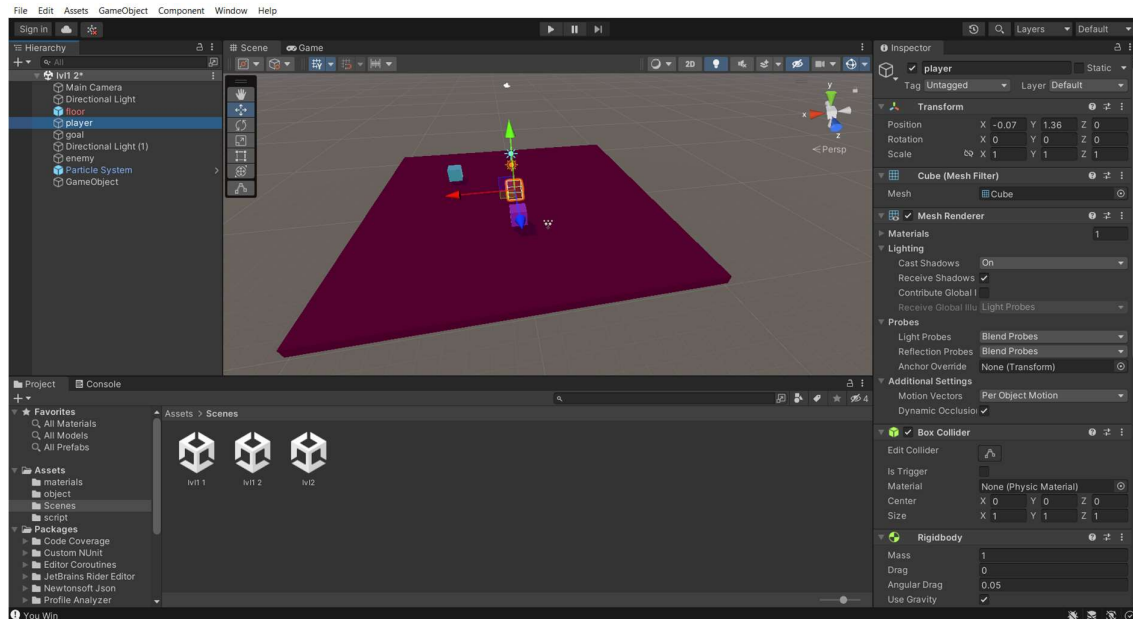 File Edit Assets GameObject Component Window Help
Sign in
Layers Default
Hierarchy
All
lvl1 2*
Main Camera
Directional Light
floor
player
goal
Directional Light (1)
enemy
Particle System
GameObject
Scene Game
2D
y
x
z
Persp
Inspector
player Static
Tag Untagged Layer Default
Transform
Position X -0.07 Y 1.36 Z 0
Rotation X 0 Y 0 Z 0
Scale X 1 Y 1 Z 1
Cube (Mesh Filter)
Mesh Cube
Mesh Renderer
Materials 1
Lighting
Cast Shadows On
Receive Shadows
Contribute Global I
Receive Global Illu Light Probes
Probes
Light Probes Blend Probes
Reflection Probes Blend Probes
Anchor Override None (Transform)
Additional Settings
Motion Vectors Per Object Motion
Dynamic Occlusion
Box Collider
Edit Collider
Is Trigger
Material None (Physic Material)
Center X 0 Y 0 Z 0
Size X 1 Y 1 Z 1
Rigidbody
Mass 1
Drag 0
Angular Drag 0.05
Use Gravity
Project Console
4
Favorites
All Materials
All Models
All Prefabs
Assets
materials
object
Scenes
script
Packages
Code Coverage
Custom NUnit
Editor Coroutines
JetBrains Rider Editor
Newtonsoft Json
Profile Analyzer
Assets > Scenes
lvl1 1 lvl1 2 lvl2
You Win